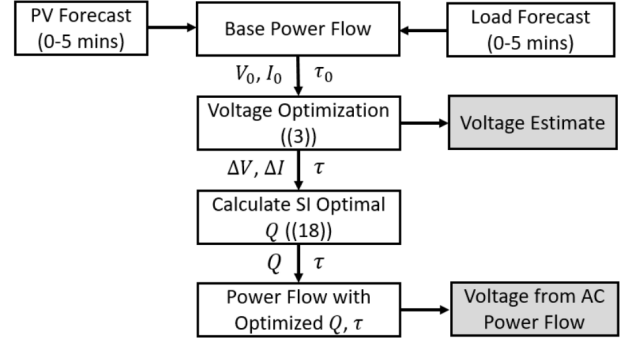 PV Forecast
(0-5 mins)
Base Power Flow
Load Forecast
(0-5 mins)
V₀, I₀ τ₀
Voltage Optimization
((3))
Voltage Estimate
ΔV, ΔI τ
Calculate SI Optimal
Q ((18))
Q τ
Power Flow with
Optimized Q, τ
Voltage from AC
Power Flow